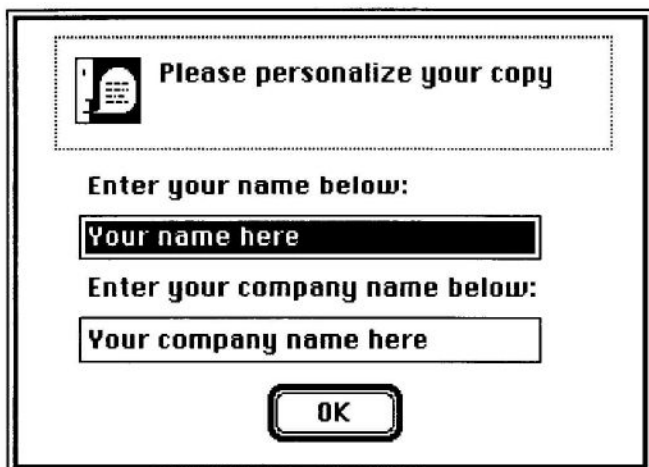 Please personalize your copy
Enter your name below:
Your name here
Enter your company name below:
Your company name here
OK